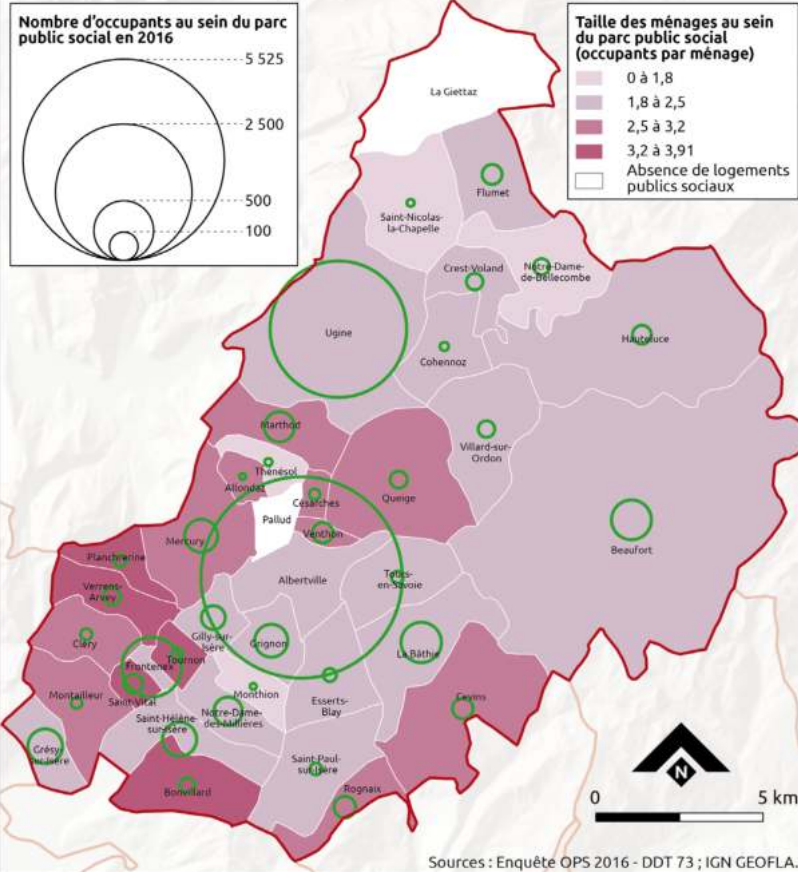 Nombre d'occupants au sein du parc
public social en 2016
5 525
2 500
500
100
Taille des ménages au sein
du parc public social
(occupants par ménage)
0 à 1,8
1,8 à 2,5
2,5 à 3,2
3,2 à 3,91
Absence de logements
publics sociaux
La Giettaz
Flumet
Saint-Nicolas-
la-Chapelle
Crest-Voland
Notre-Dame-
de-Bellecombe
Ugine
Hauteluce
Cohennoz
Marthod
Villard-sur-
Ordon
Thénésol
Allondaz
Césarches
Queige
Pallud
Venthon
Mercury
Beaufort
Planchrerine
Albertville
Tours-
en-Savoie
Verrens-
Arvey
Gilly-sur-
Isère
Grignon
Cléry
La Bâthie
Frontenex
Tournon
Monthion
Montailleur
Saint-Vital
Esserts-
Blay
Cevins
Notre-Dame-
des-Millières
Saint-Hélène-
sur-Isère
Grésy-
sur-Isère
Saint-Paul-
sur-Isère
Bonvillard
Rognaix
N
0 5 km
Sources : Enquête OPS 2016 - DDT 73 ; IGN GEOFLA.